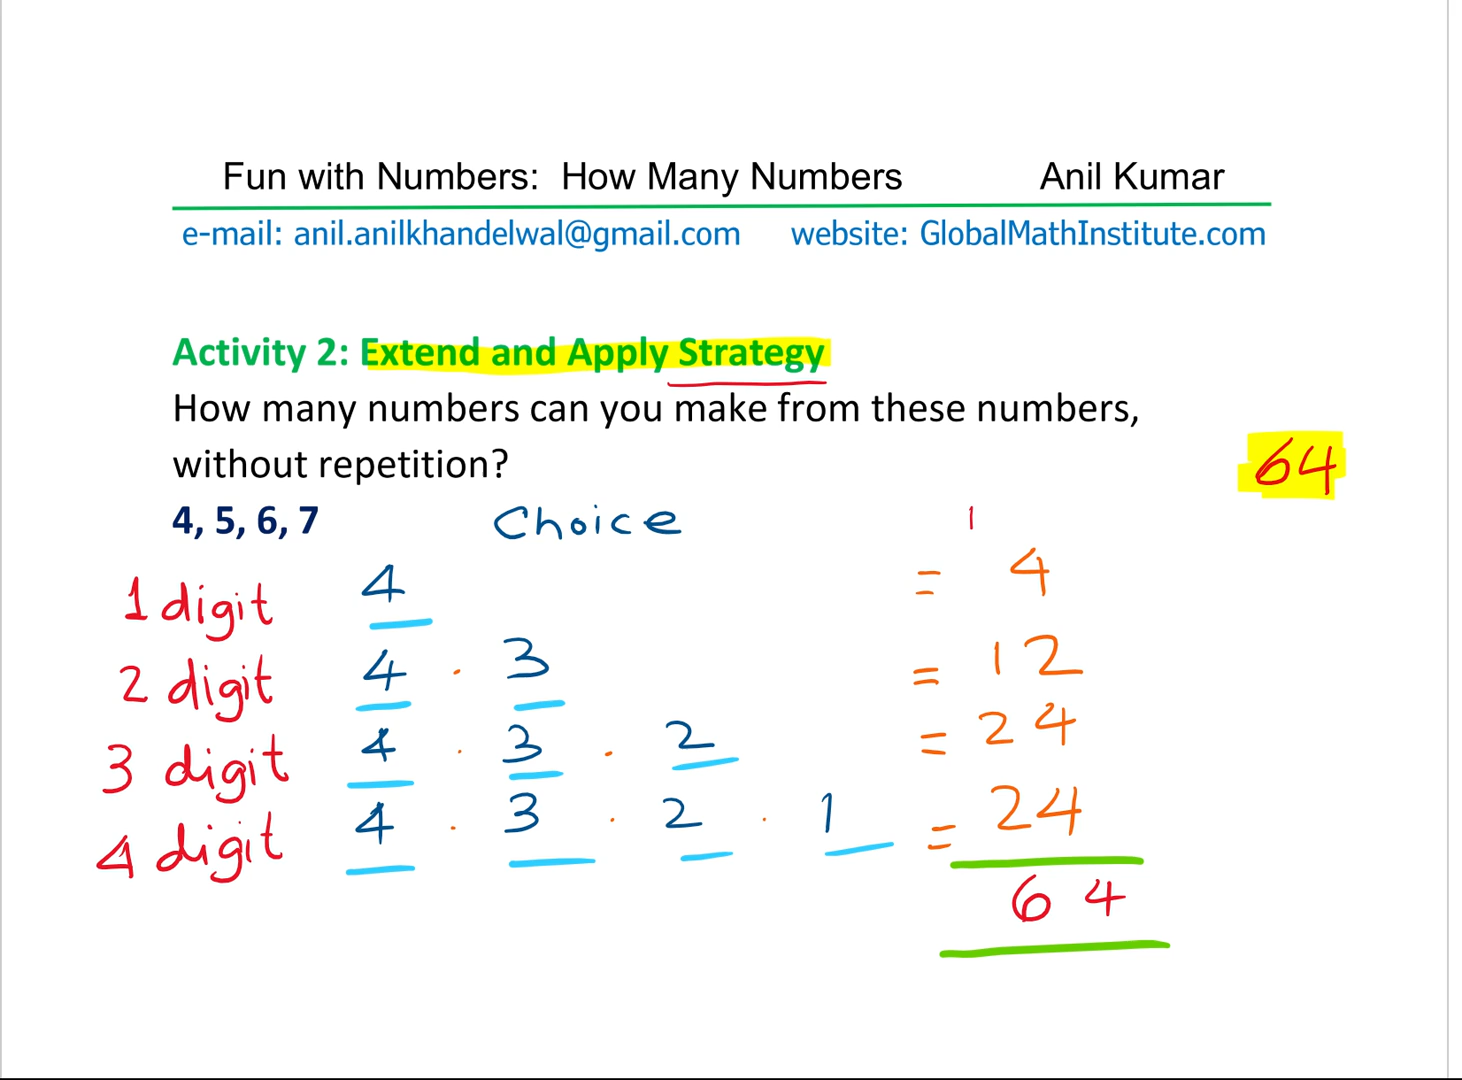 Fun with Numbers: How Many Numbers Anil Kumar
e-mail: anil.anilkhandelwal@gmail.com website: GlobalMathInstitute.com
Activity 2: Extend and Apply Strategy
How many numbers can you make from these numbers,
without repetition?
64
4, 5, 6, 7 Choice 1
1 digit 4 = 4
2 digit 4 . 3 = 12
3 digit 4 . 3 . 2 = 24
4 digit 4 . 3 . 2 . 1 = 24
64